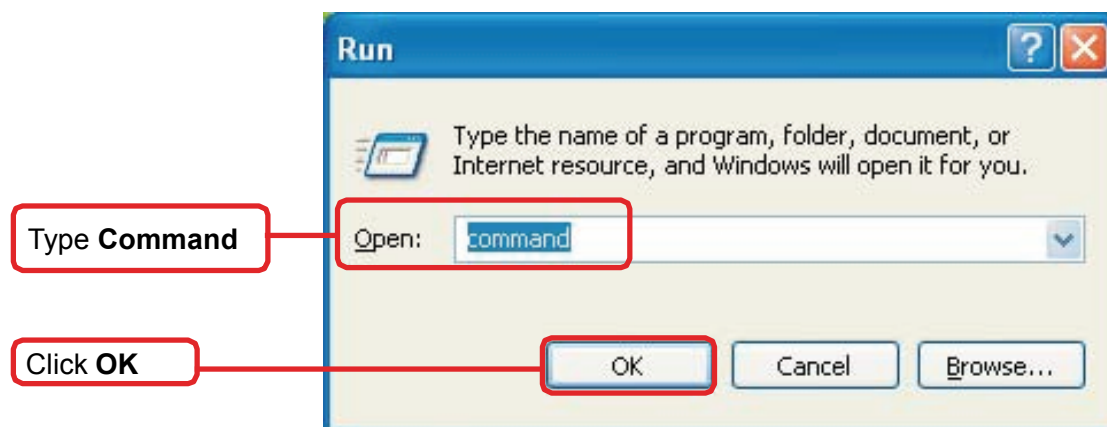 Run
Type the name of a program, folder, document, or
Internet resource, and Windows will open it for you.
Type Command
Open: command
Click OK
OK Cancel Browse...